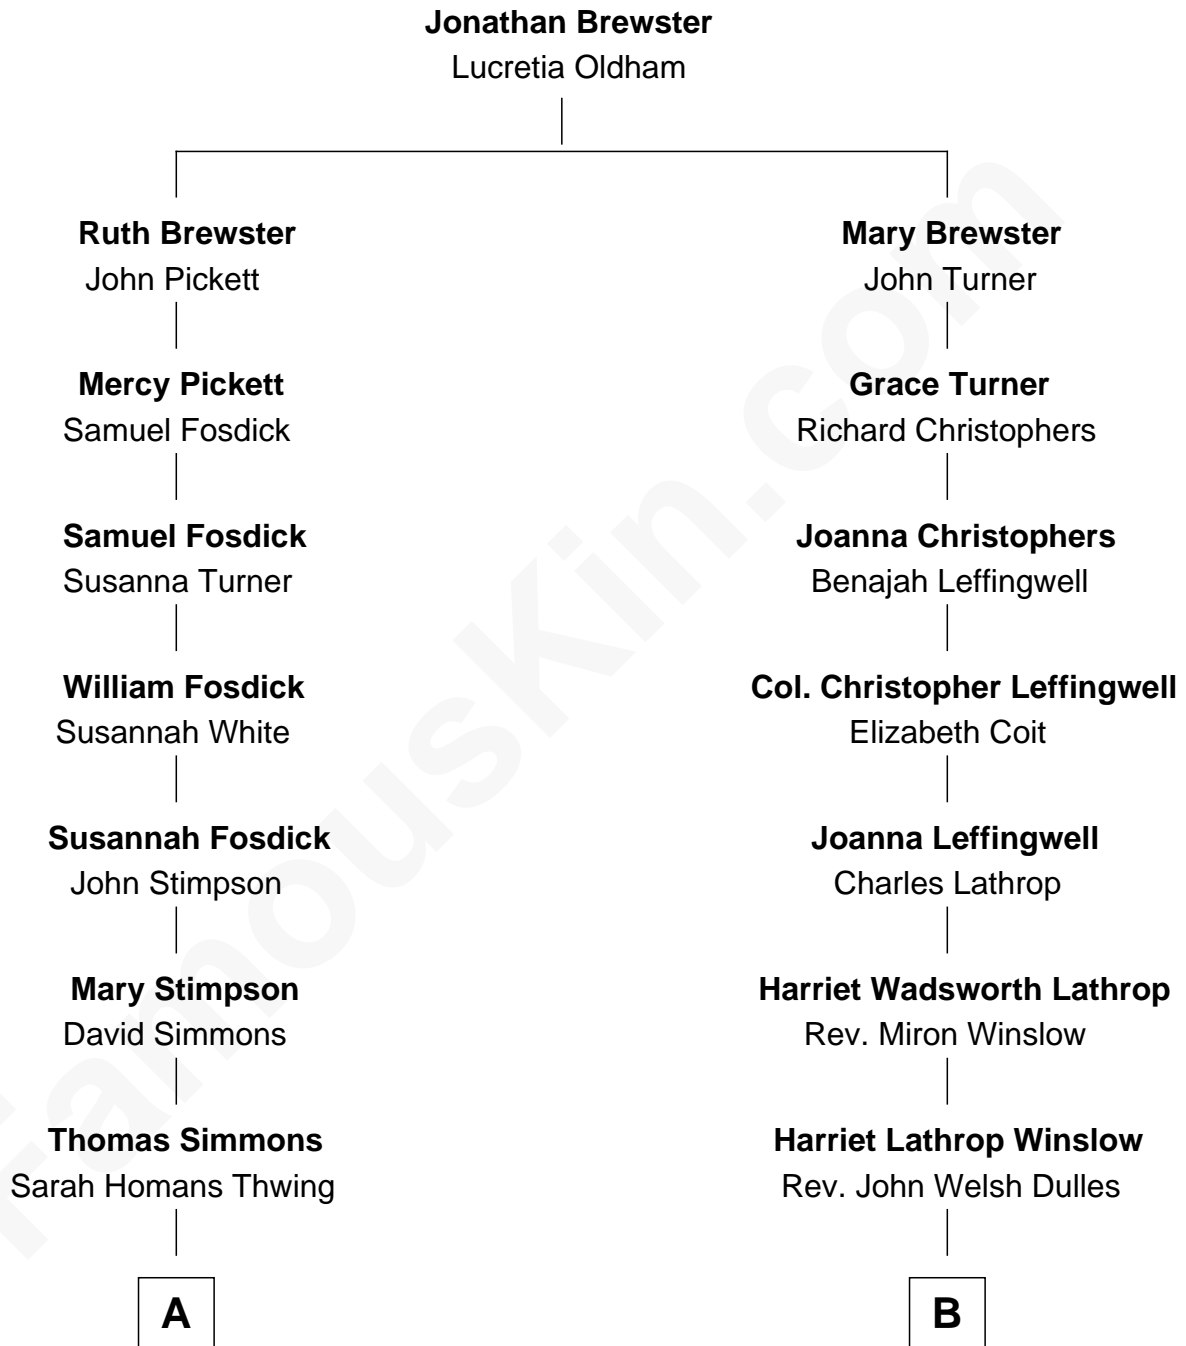 Jonathan Brewster
Lucretia Oldham
Ruth Brewster
John Pickett
Mary Brewster
John Turner
Mercy Pickett
Samuel Fosdick
Grace Turner
Richard Christophers
Samuel Fosdick
Susanna Turner
Joanna Christophers
Benajah Leffingwell
William Fosdick
Susannah White
Col. Christopher Leffingwell
Elizabeth Coit
Susannah Fosdick
John Stimpson
Joanna Leffingwell
Charles Lathrop
Mary Stimpson
David Simmons
Harriet Wadsworth Lathrop
Rev. Miron Winslow
Thomas Simmons
Sarah Homans Thwing
Harriet Lathrop Winslow
Rev. John Welsh Dulles
A
B
FamousKin.com